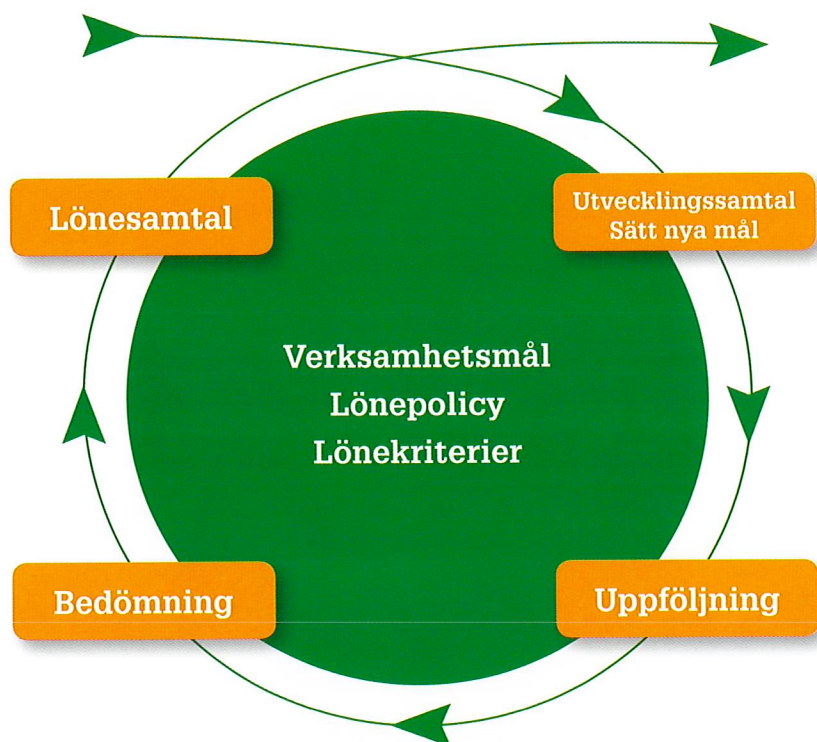 Lönesamtal
Utvecklingssamtal
Sätt nya mål
Verksamhetsmål
Lönepolicy
Lönekriterier
Bedömning
Uppföljning